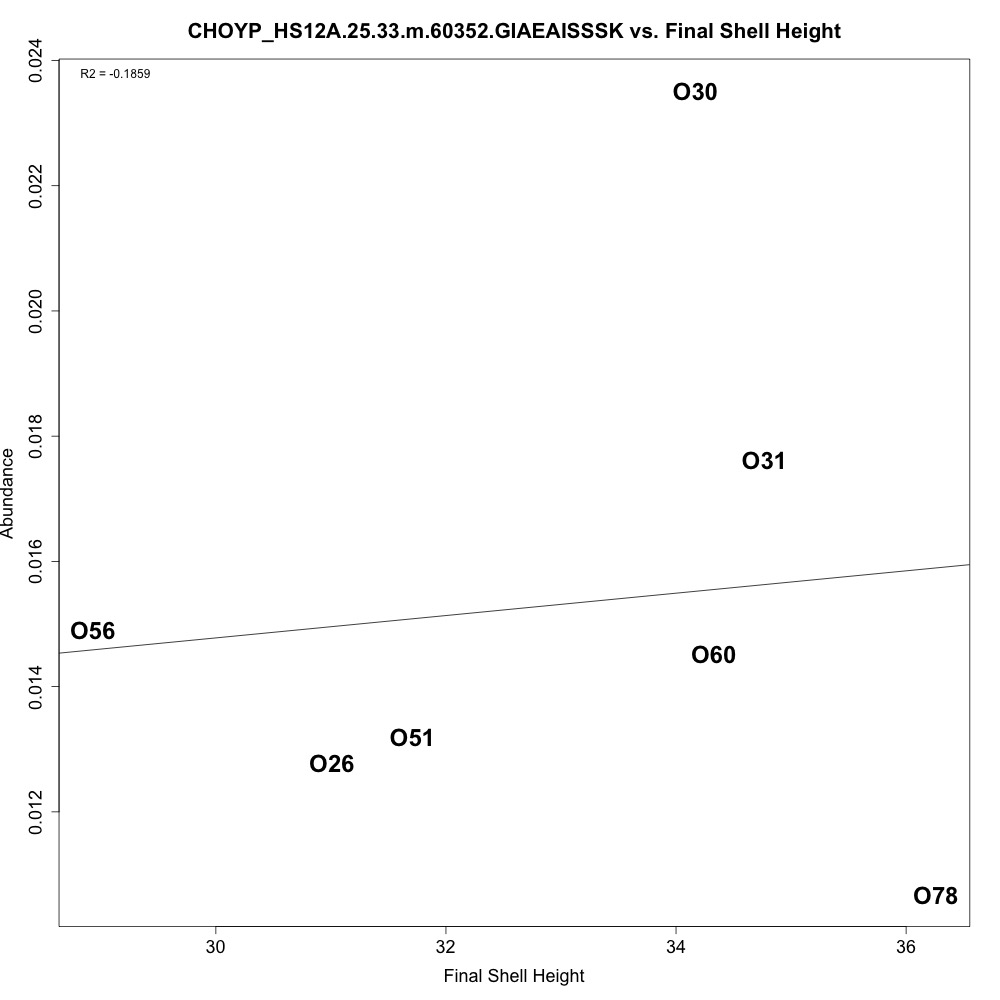 CHOYP_HS12A.25.33.m.60352.GIAEAISSSK vs. Final Shell Height
R2 = -0.1859
0.024
0.022
0.020
0.018
0.016
0.014
0.012
Abundance
O30
O31
O56
O60
O51
O26
O78
30 32 34 36
Final Shell Height